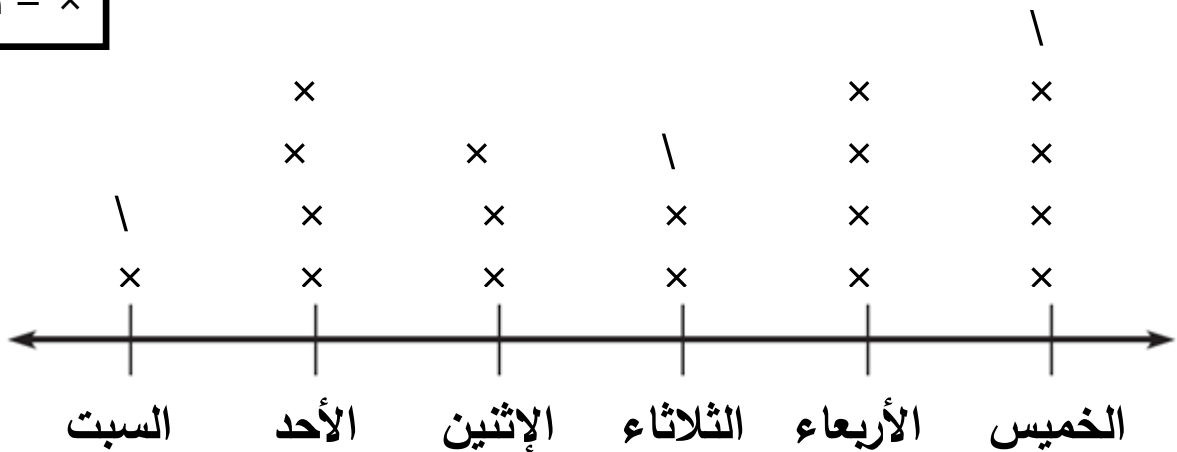 × =
\
× × ×
× × \ ×
\ × × × × ×
× × × × × ×
السبت الأحد الإثنين الثلاثاء الأربعاء الخميس